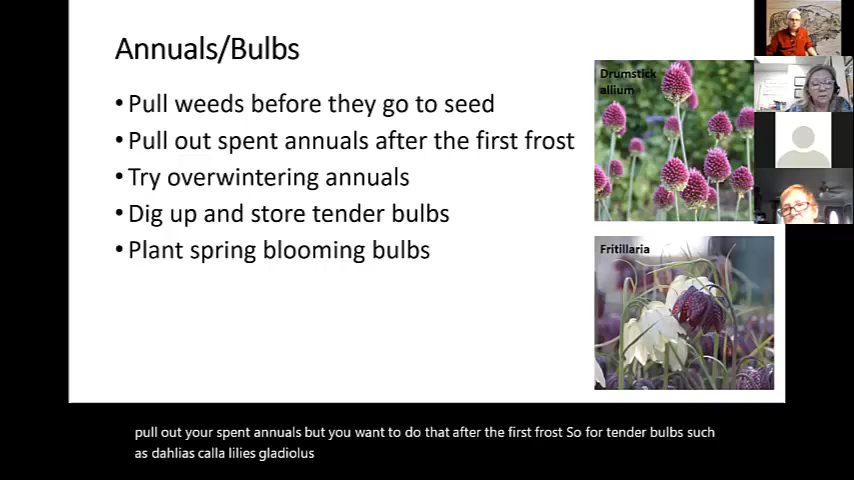 Annuals/Bulbs
• Pull weeds before they go to seed
• Pull out spent annuals after the first frost
• Try overwintering annuals
• Dig up and store tender bulbs
• Plant spring blooming bulbs
Drumstick
allium
Fritillaria
pull out your spent annuals but you want to do that after the first frost So for tender bulbs such
as dahlias calla lilies gladiolus